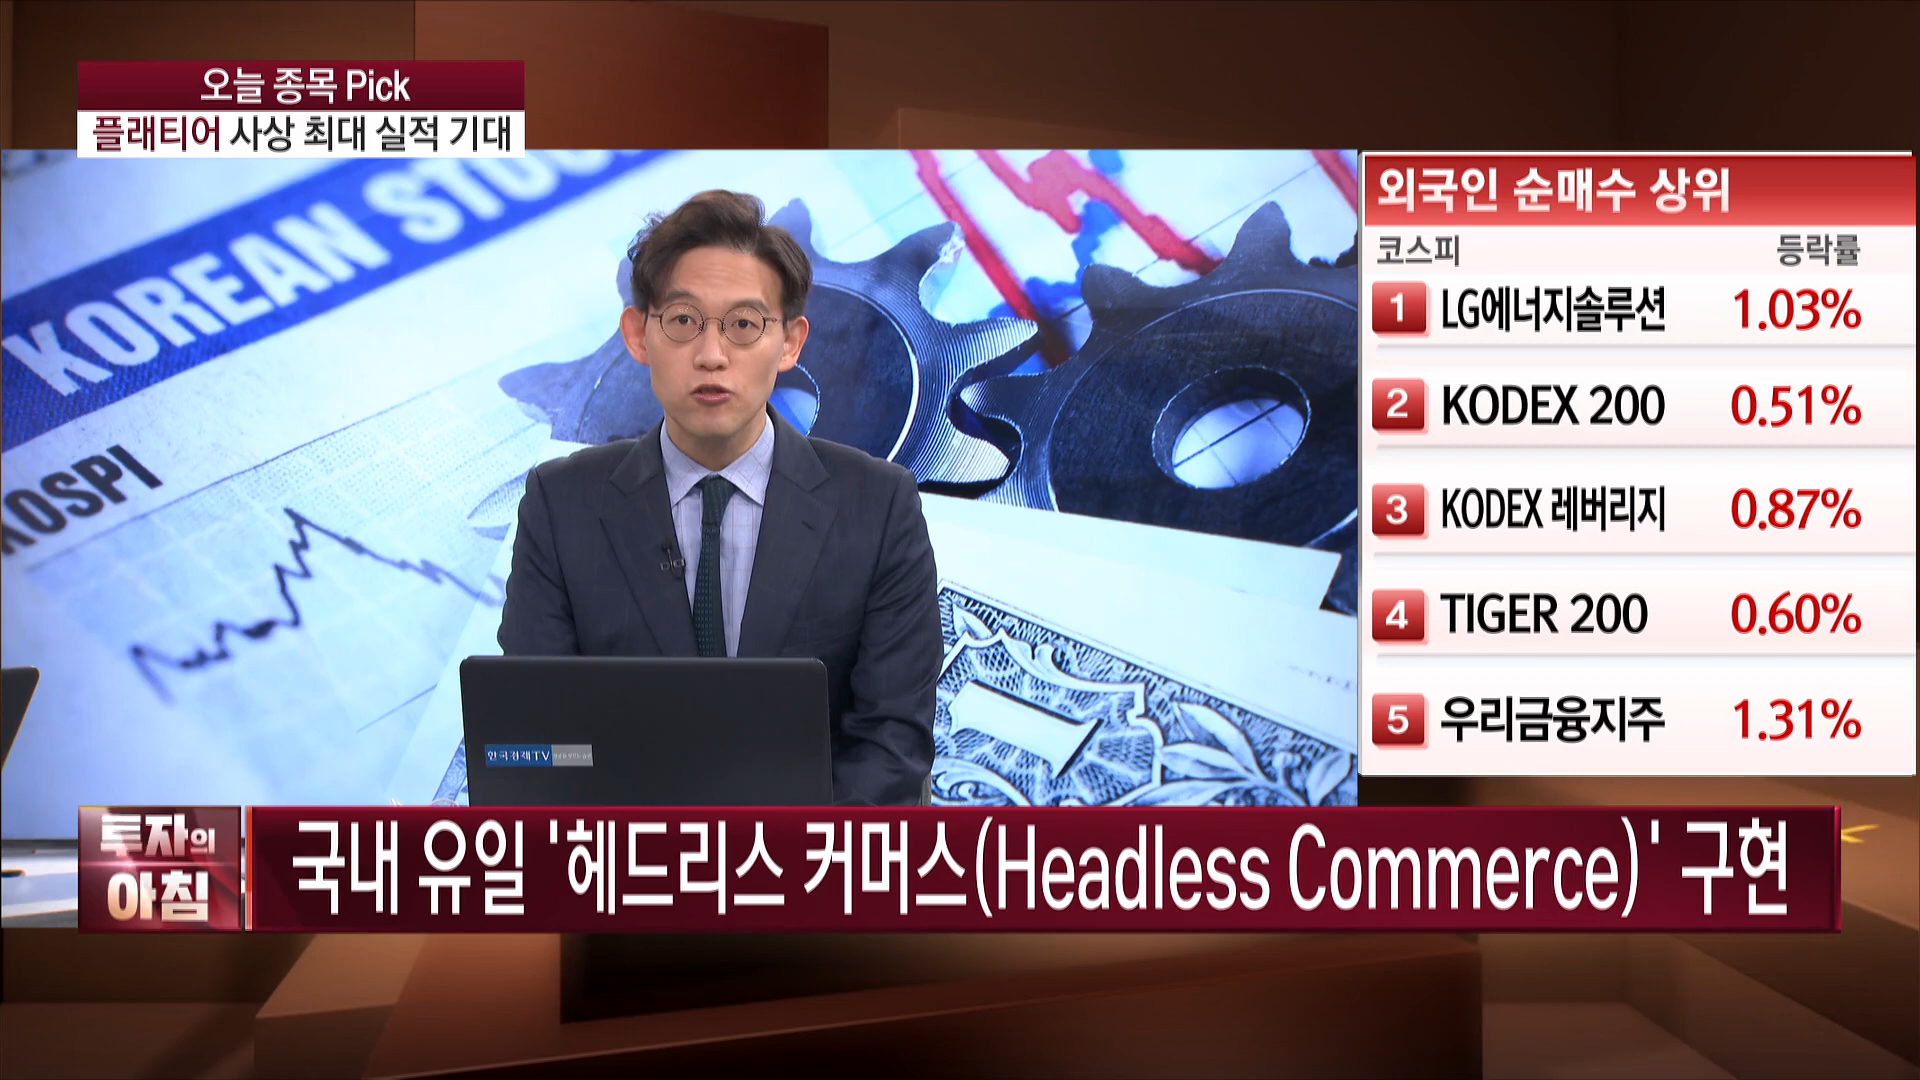 오늘 종목 Pick
플래티어 사상 최대 실적 기대
KOREAN STOC
KOSPI
한국경제TV
외국인 순매수 상위
코스피 등락률
1 LG에너지솔루션 1.03%
2 KODEX 200 0.51%
3 KODEX 레버리지 0.87%
4 TIGER 200 0.60%
5 우리금융지주 1.31%
투자의
아침
국내 유일 '헤드리스 커머스(Headless Commerce)' 구현